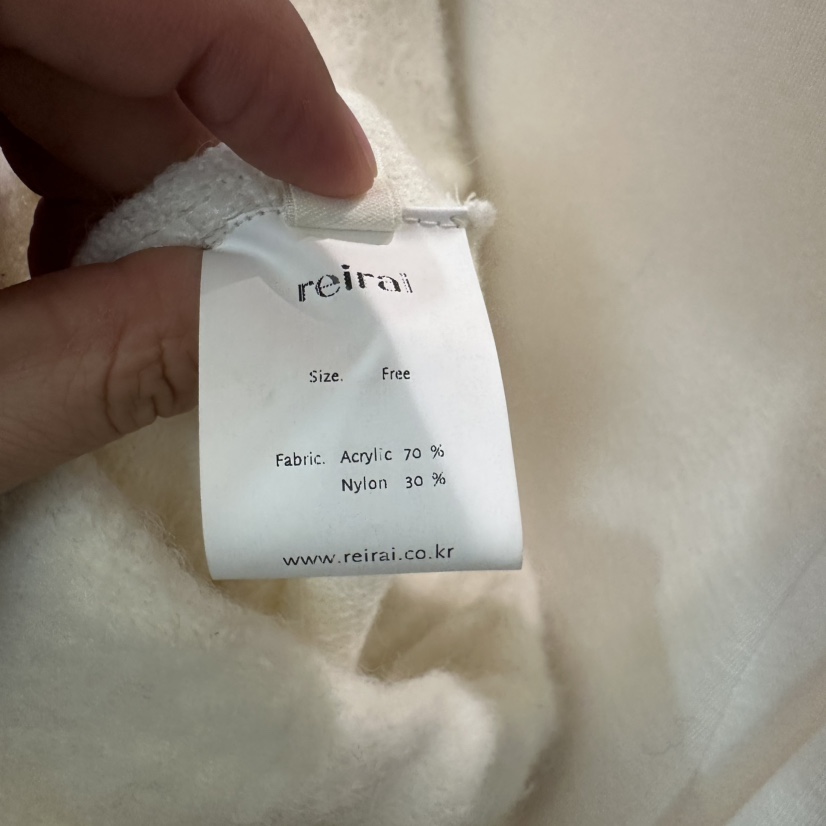 reirai
Size. Free
Fabric. Acrylic 70 %
Nylon 30 %
www.reirai.co.kr